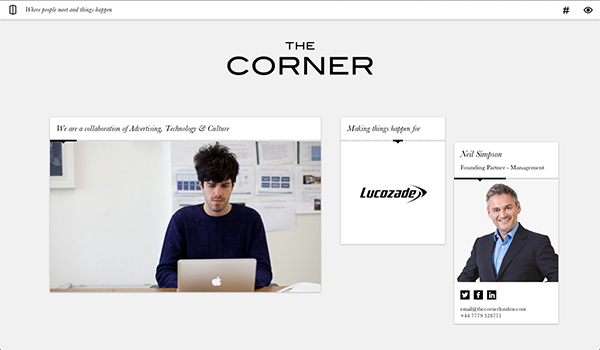 Where people meet and things happen
#
THE
CORNER
We are a collaboration of Advertising, Technology & Culture
Making things happen for
Lucozade
Neil Simpson
Founding Partner - Management
email@thecornerlondon.com
+44 7779 320771